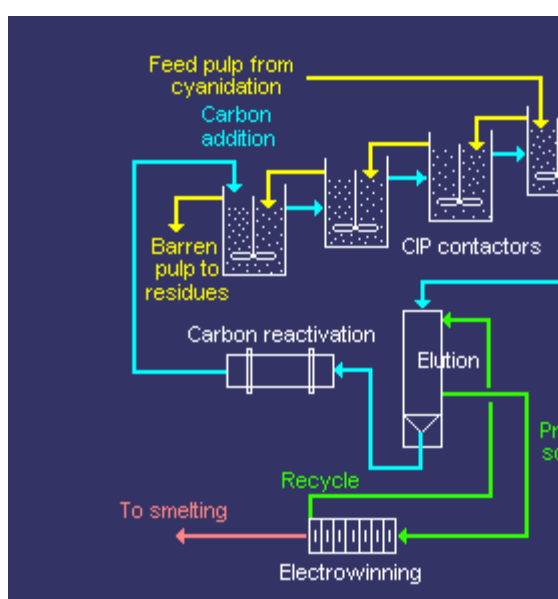 Feed pulp from
cyanidation
Carbon
addition
CIP contactors
Barren
pulp to
residues
Carbon reactivation
Elution
Recycle
To smelting
Electrowinning